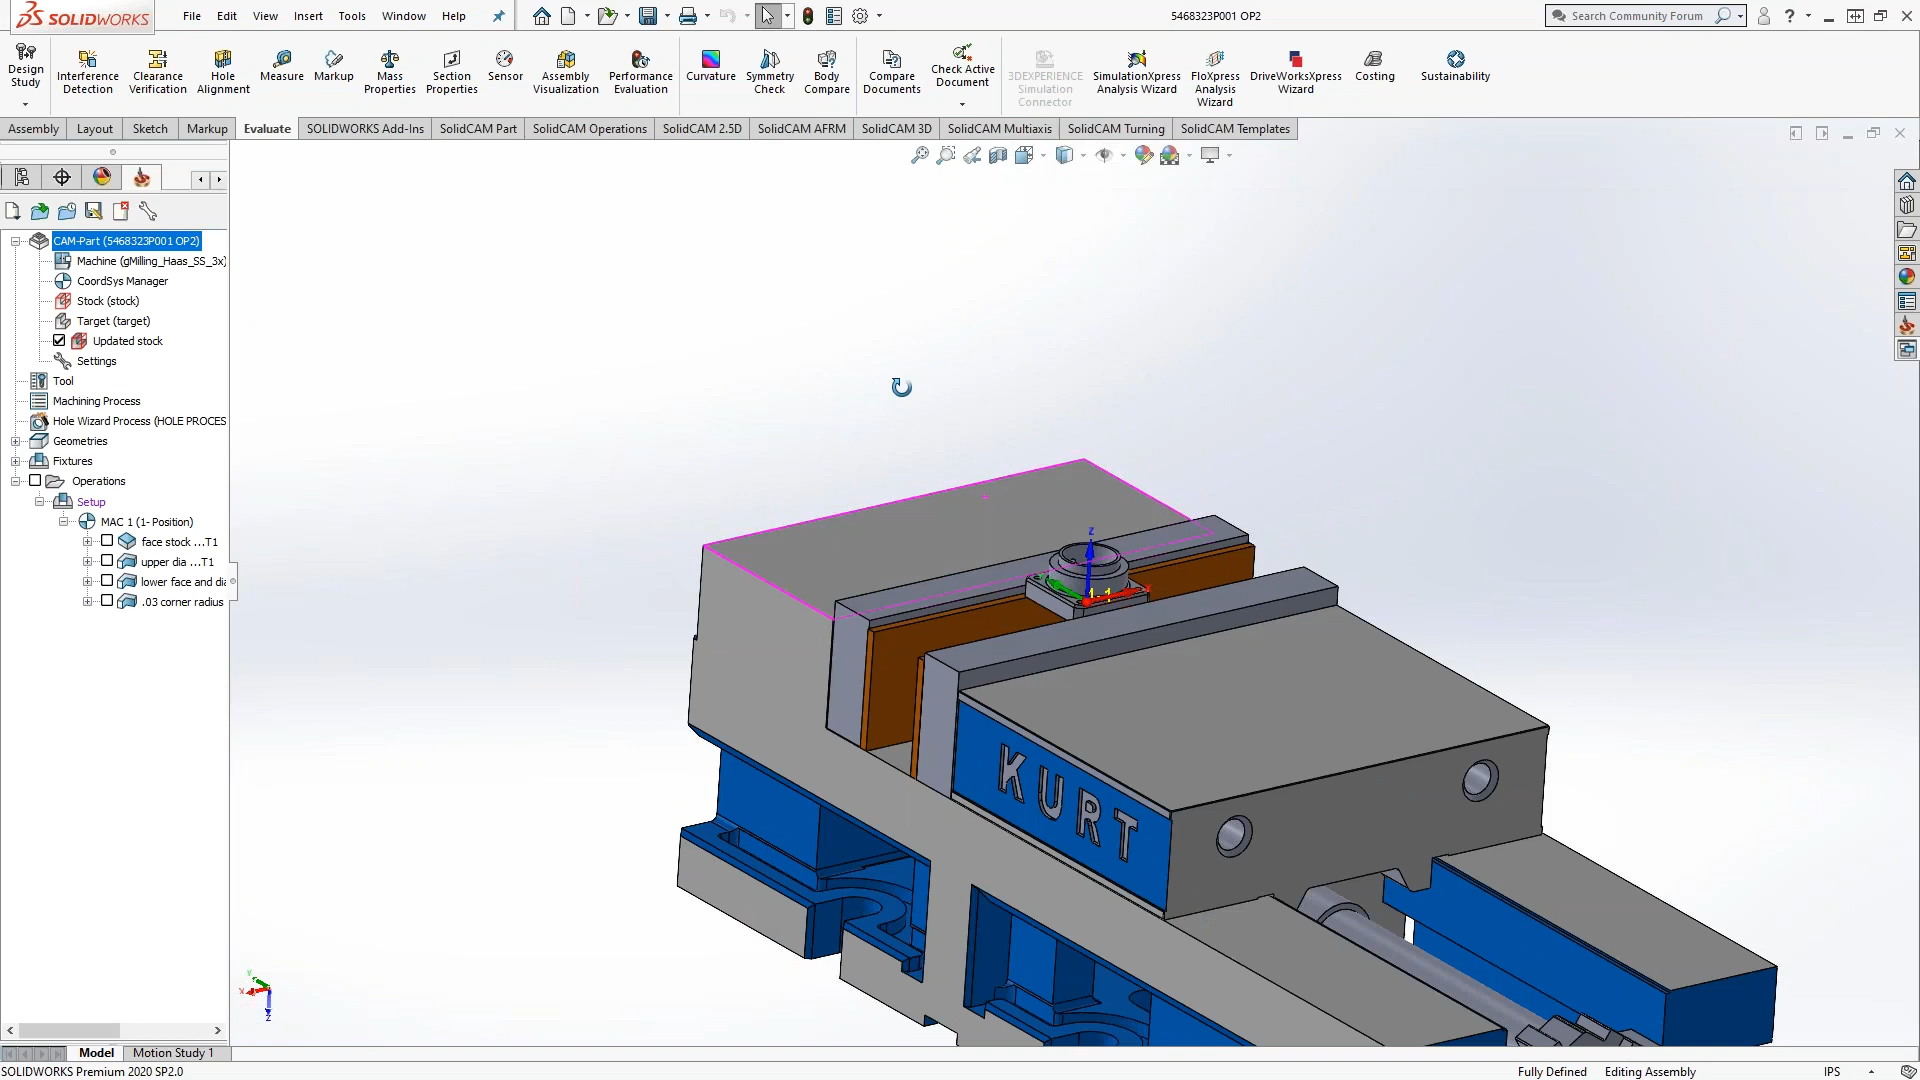 SOLIDWORKS
File Edit View Insert Tools Window Help
5468323P001 OP2
Search Community Forum
Design Study
Interference Detection
Clearance Verification
Hole Alignment
Measure
Markup
Mass Properties
Section Properties
Sensor
Assembly Visualization
Performance Evaluation
Curvature
Symmetry Check
Body Compare
Compare Documents
Check Active Document
3DEXPERIENCE Simulation Connector
SimulationXpress Analysis Wizard
FloXpress Analysis Wizard
DriveWorksXpress Wizard
Costing
Sustainability
Assembly Layout Sketch Markup Evaluate SOLIDWORKS Add-Ins SolidCAM Part SolidCAM Operations SolidCAM 2.5D SolidCAM AFRM SolidCAM 3D SolidCAM Multiaxis SolidCAM Turning SolidCAM Templates
CAM-Part (5468323P001 OP2)
Machine (gMilling_Haas_SS_3x)
CoordSys Manager
Stock (stock)
Target (target)
Updated stock
Settings
Tool
Machining Process
Hole Wizard Process (HOLE PROCES
Geometries
Fixtures
Operations
Setup
MAC 1 (1- Position)
face stock ...T1
upper dia ...T1
lower face and dia
.03 corner radius
Z
KURT
Y
X
Z
Model Motion Study 1
SOLIDWORKS Premium 2020 SP2.0
Fully Defined Editing Assembly IPS